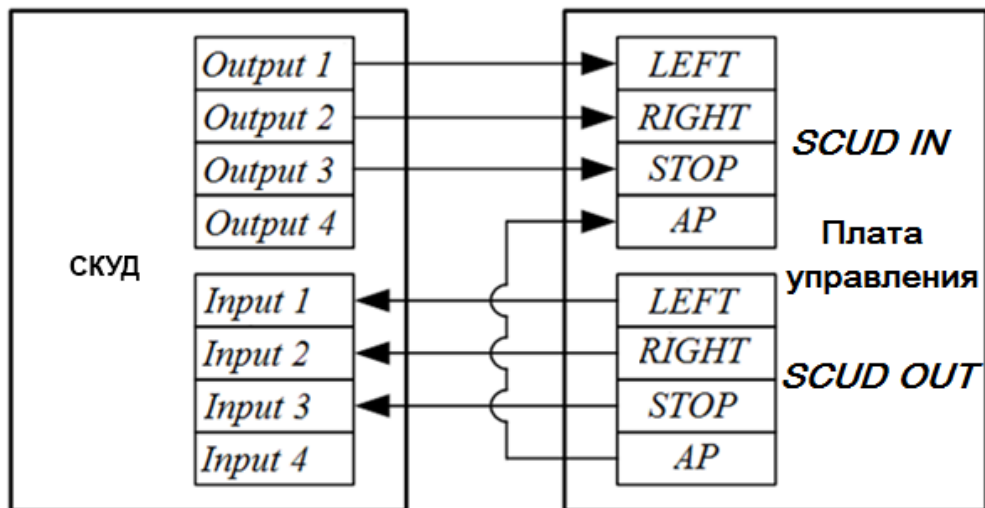 СКУД
Output 1
Output 2
Output 3
Output 4
Input 1
Input 2
Input 3
Input 4
LEFT
RIGHT
STOP
AP
LEFT
RIGHT
STOP
AP
SCUD IN
Плата
управления
SCUD OUT